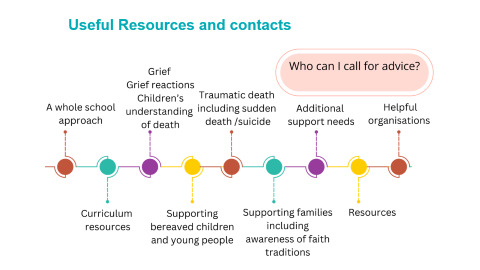 Useful Resources and contacts
Who can I call for advice?
A whole school
approach
Grief
Grief reactions
Children's
understanding
of death
Traumatic death
including sudden
death /suicide
Additional
support needs
Helpful
organisations
Curriculum
resources
Supporting
bereaved children
and young people
Supporting families
including
awareness of faith
traditions
Resources